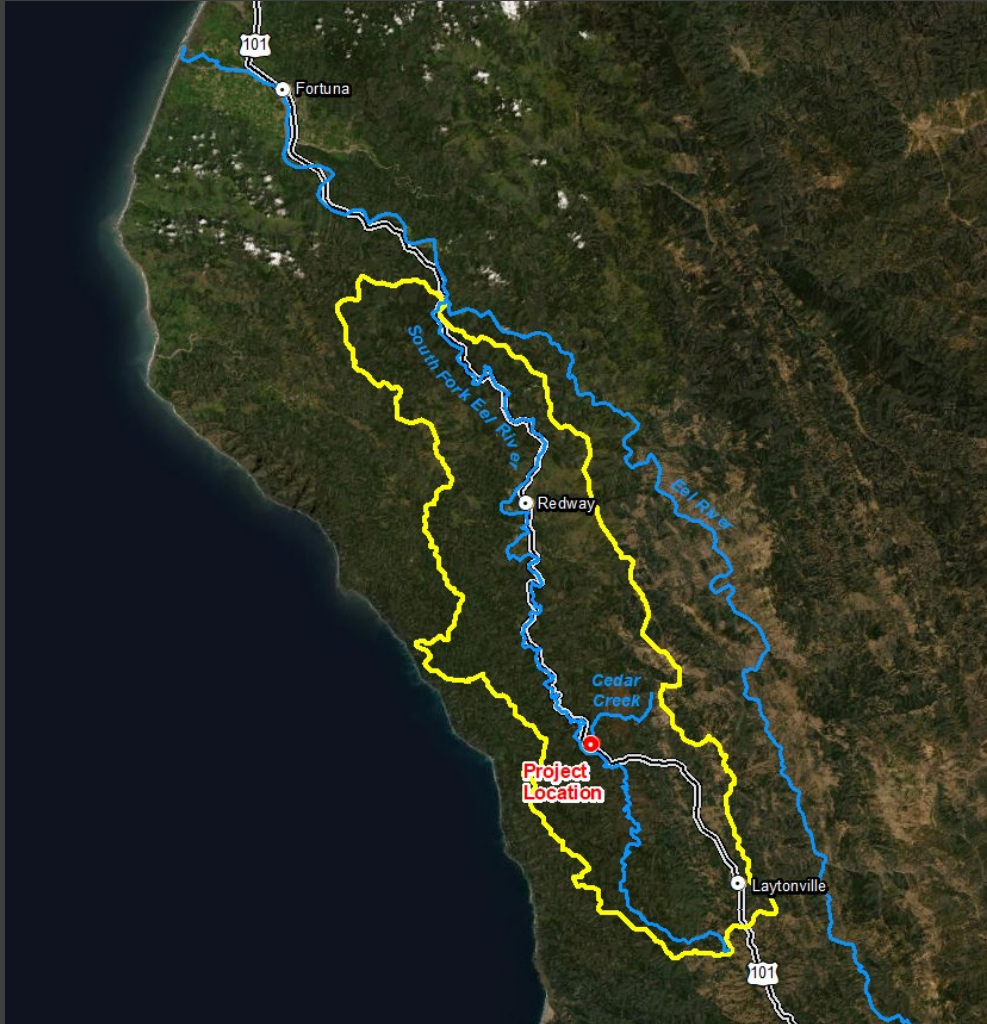 101
Fortuna
South Fork Eel River
Redway
Eel River
Cedar
Creek
Project
Location
Laytonville
101